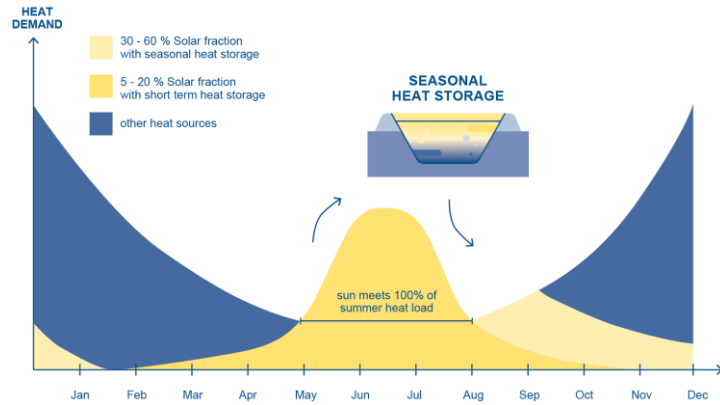 HEAT
DEMAND
30 - 60 % Solar fraction
with seasonal heat storage
5 - 20 % Solar fraction
with short term heat storage
other heat sources
SEASONAL
HEAT STORAGE
sun meets 100% of
summer heat load
Jan Feb Mar Apr May Jun Jul Aug Sep Oct Nov Dec